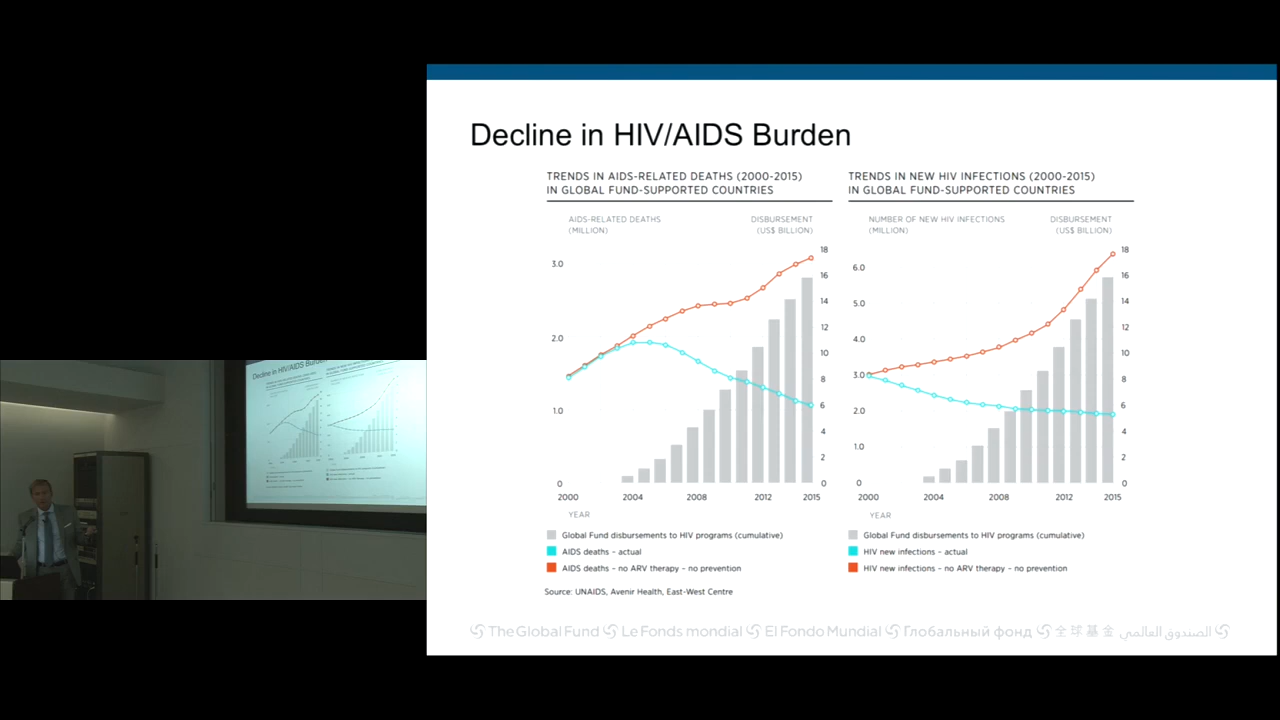 Decline in HIV/AIDS Burden
TRENDS IN AIDS-RELATED DEATHS (2000-2015)
IN GLOBAL FUND-SUPPORTED COUNTRIES
AIDS-RELATED DEATHS
(MILLION)
DISBURSEMENT
(US$ BILLION)
3.0
2.0
1.0
0
18
16
14
12
10
8
6
4
2
0
2000 2004 2008 2012 2015
YEAR
Global Fund disbursements to HIV programs (cumulative)
AIDS deaths – actual
AIDS deaths – no ARV therapy – no prevention
Source: UNAIDS, Avenir Health, East-West Centre
TRENDS IN NEW HIV INFECTIONS (2000-2015)
IN GLOBAL FUND-SUPPORTED COUNTRIES
NUMBER OF NEW HIV INFECTIONS
(MILLION)
DISBURSEMENT
(US$ BILLION)
6.0
5.0
4.0
3.0
2.0
1.0
0
18
16
14
12
10
8
6
4
2
0
2000 2004 2008 2012 2015
YEAR
Global Fund disbursements to HIV programs (cumulative)
HIV new infections – actual
HIV new infections – no ARV therapy – no prevention
The Global Fund Le Fonds mondial El Fondo Mundial Глобальный фонд 全球基金 الصندوق العالمي
Decline in HIV/AIDS Burden